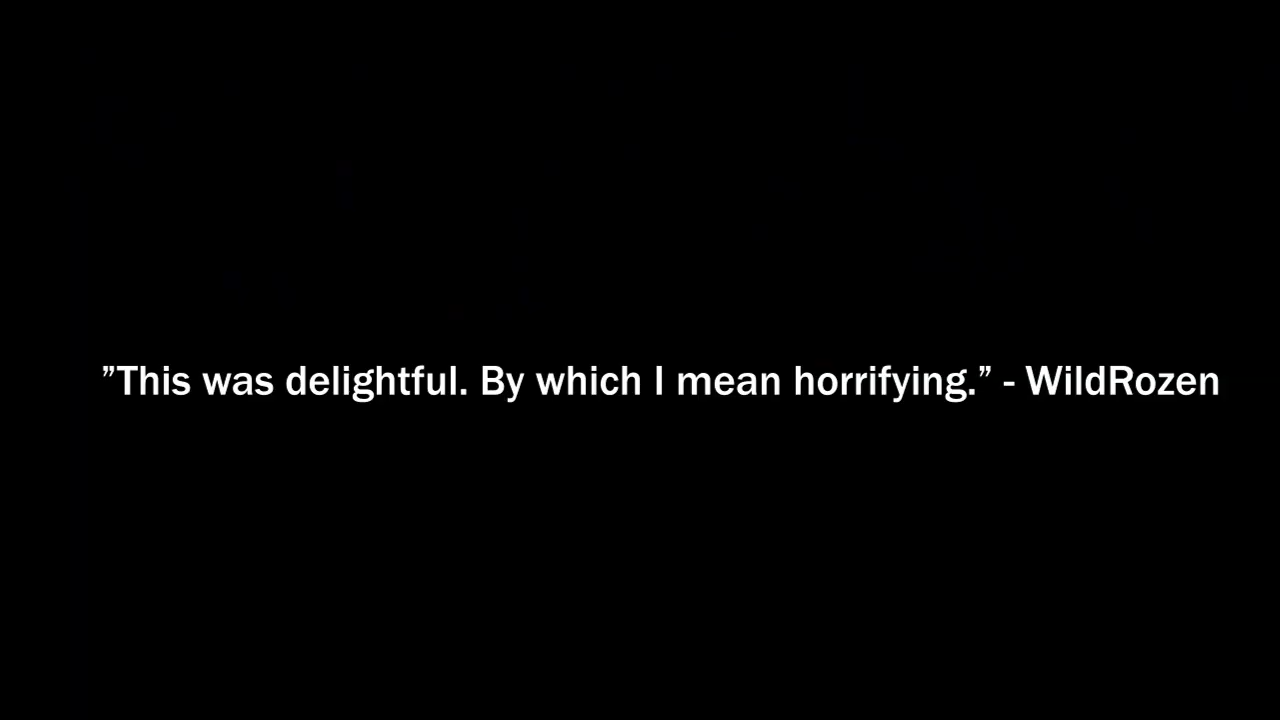 ”This was delightful. By which I mean horrifying.” - WildRozen